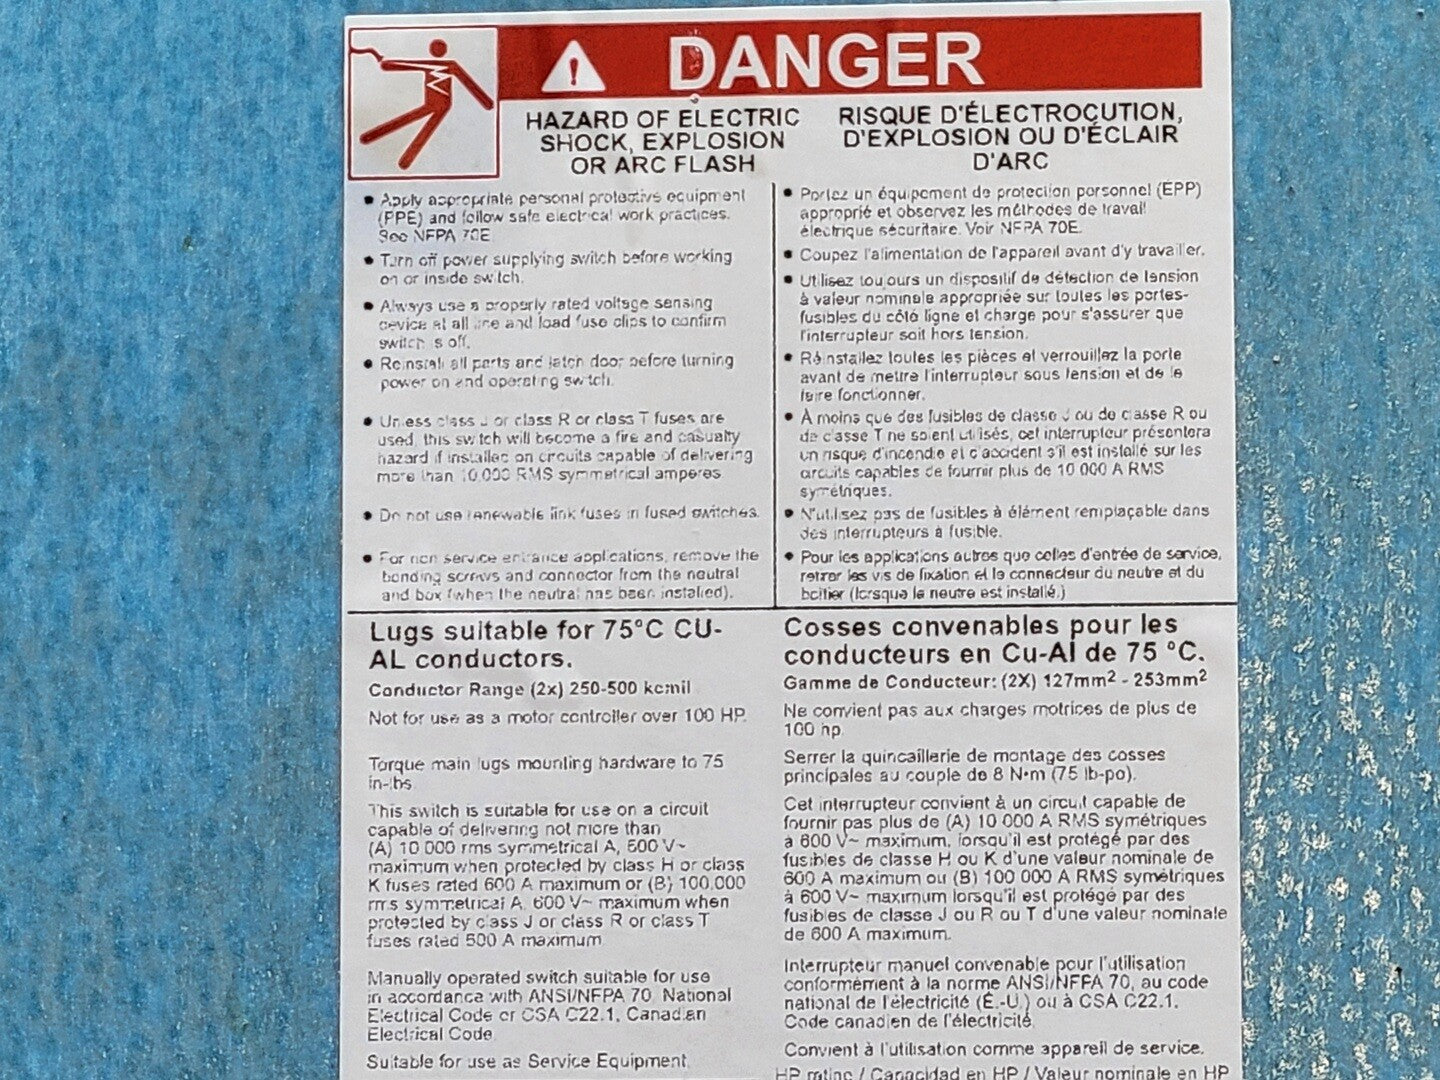 DANGER
HAZARD OF ELECTRIC
SHOCK, EXPLOSION
OR ARC FLASH
• Apply appropriate personal protective equipment
(PPE) and follow safe electrical work practices.
See NFPA 70E
• Turn off power supplying switch before working
on or inside switch.
• Always use a properly rated voltage sensing
device at all line and load fuse clips to confirm
switch is off.
• Reinstall all parts and latch door before turning
power on and operating switch.
• Unless class J or class R or class T fuses are
used, this switch will become a fire and casualty
hazard if installed on circuits capable of delivering
more than 10,000 RMS symmetrical amperes
• Do not use renewable link fuses in fused switches.
• For non service entrance applications, remove the
bonding screws and connector from the neutral
and box (when the neutral has been installed).
RISQUE D'ÉLECTROCUTION,
D'EXPLOSION OU D'ÉCLAIR
D'ARC
• Portez un équipement de protection personnel (ÉPP)
approprié et observez les méthodes de travail
électrique sécuritaire. Voir NFPA 70E.
• Coupez l'alimentation de l'appareil avant d'y travailler.
• Utilisez toujours un dispositif de détection de tension
à valeur nominale appropriée sur toutes les portes-
fusibles du côté ligne et charge pour s'assurer que
l'interrupteur soit hors tension.
• Réinstallez toutes les pièces et verrouillez la porte
avant de mettre l'interrupteur sous tension et de le
faire fonctionner.
• À moins que des fusibles de classe J ou de classe R ou
de classe T ne soient utilisés, cet interrupteur présentera
un risque d'incendie et d'accident s'il est installé sur les
circuits capables de fournir plus de 10 000 A RMS
symétriques.
• N'utilisez pas de fusibles à élément remplaçable dans
des interrupteurs à fusible.
• Pour les applications autres que celles d'entrée de service,
retirer les vis de fixation et le connecteur du neutre et du
boîtier (lorsque le neutre est installé.)
Lugs suitable for 75°C CU-
AL conductors.
Conductor Range (2x) 250-500 kcmil
Not for use as a motor controller over 100 HP.
Torque main lugs mounting hardware to 75
in-lbs.
This switch is suitable for use on a circuit
capable of delivering not more than
(A) 10 000 rms symmetrical A, 600 V~
maximum when protected by class H or class
K fuses rated 600 A maximum or (B) 100,000
rms symmetrical A, 600 V~ maximum when
protected by class J or class R or class T
fuses rated 600 A maximum
Manually operated switch suitable for use
in accordance with ANSI/NFPA 70, National
Electrical Code or CSA C22.1, Canadian
Electrical Code
Suitable for use as Service Equipment.
Cosses convenables pour les
conducteurs en Cu-Al de 75 °C.
Gamme de Conducteur: (2X) 127mm² - 253mm²
Ne convient pas aux charges motrices de plus de
100 hp
Serrer la quincaillerie de montage des cosses
principales au couple de 8 N•m (75 lb-po).
Cet interrupteur convient à un circuit capable de
fournir pas plus de (A) 10 000 A RMS symétriques
à 600 V~ maximum, lorsqu'il est protégé par des
fusibles de classe H ou K d'une valeur nominale de
600 A maximum ou (B) 100 000 A RMS symétriques
à 600 V~ maximum lorsqu'il est protégé par des
fusibles de classe J ou R ou T d'une valeur nominale
de 600 A maximum.
Interrupteur manuel convenable pour l'utilisation
conformément à la norme ANSI/NFPA 70, au code
national de l'électricité (É.-U.) ou à CSA C22.1,
Code canadien de l'électricité
Convient à l'utilisation comme appareil de service.
HP rating / Capacidad en HP / Valeur nominale en HP